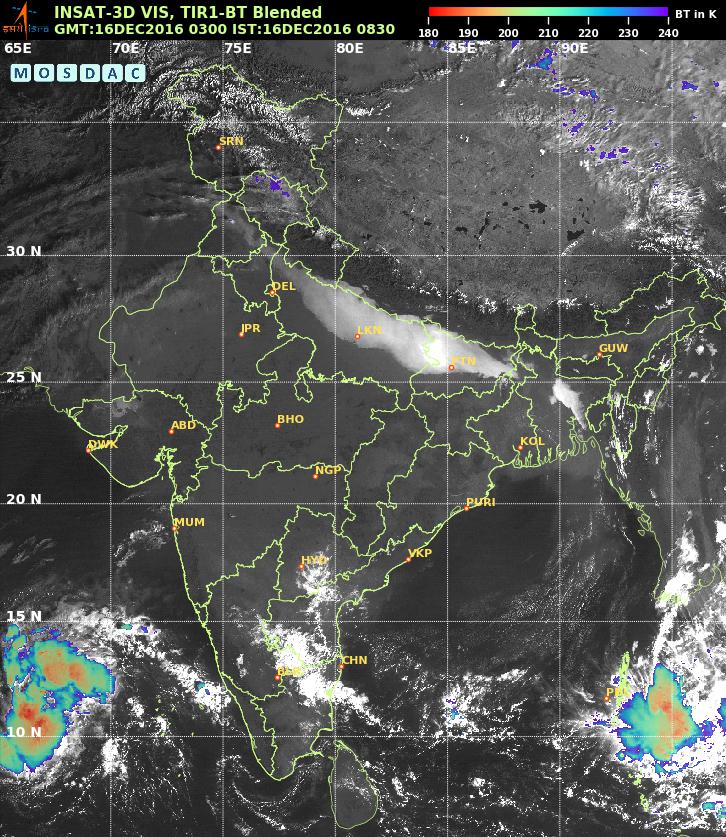 INSAT-3D VIS, TIR1-BT Blended
GMT:16DEC2016 0300 IST:16DEC2016 0830
BT in K
180 190 200 210 220 230 240
65E 70E 75E 80E 85E 90E
MOSDAC
SRN
30 N
DEL
JPR
LKN
GUW
PTN
25 N
ABD
BHO
DWK
KOL
NGP
20 N
PURI
MUM
VKP
HYD
15 N
CHN
10 N